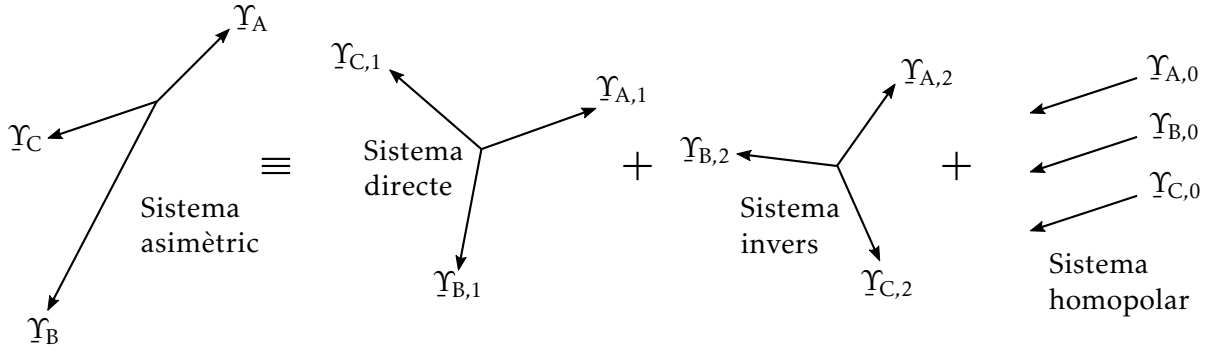 ϒ_A
ϒ_C
ϒ_B
Sistema
asimètric
≡
ϒ_C,1
ϒ_A,1
ϒ_B,1
Sistema
directe
+
ϒ_A,2
ϒ_B,2
ϒ_C,2
Sistema
invers
+
ϒ_A,0
ϒ_B,0
ϒ_C,0
Sistema
homopolar